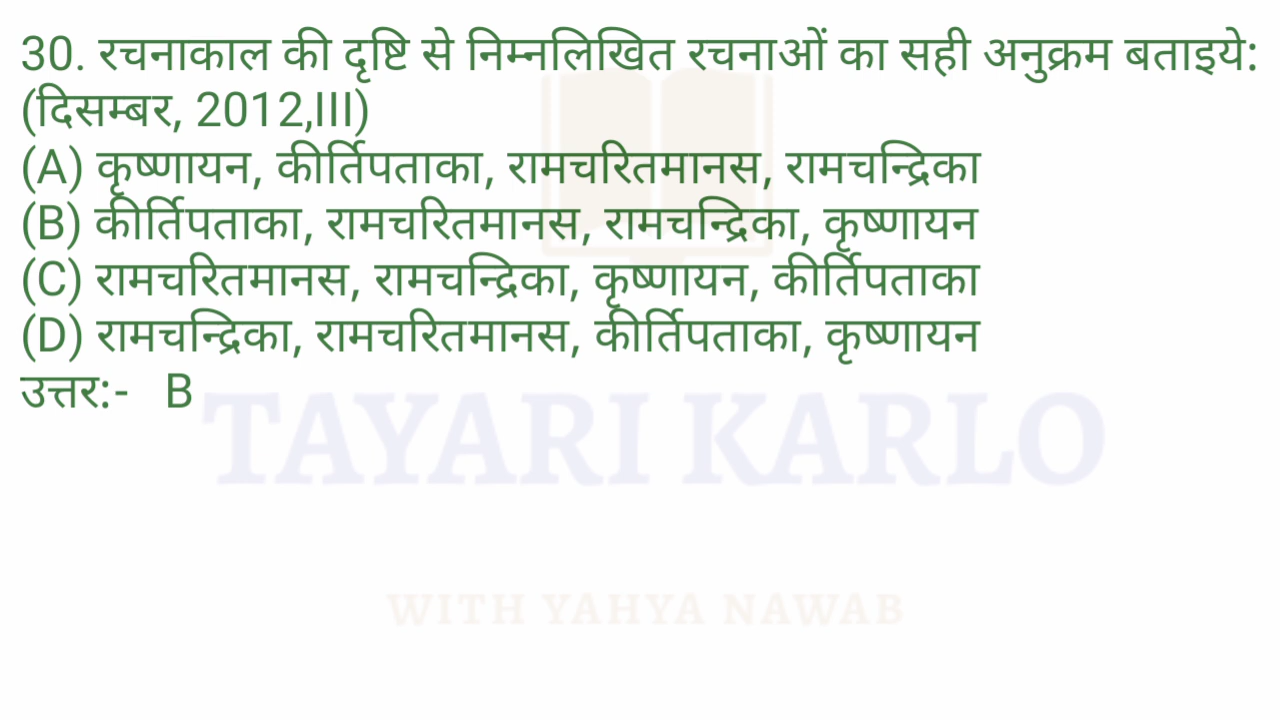 30. रचनाकाल की दृष्टि से निम्नलिखित रचनाओं का सही अनुक्रम बताइये:
(दिसम्बर, 2012,III)
(A) कृष्णायन, कीर्तिपताका, रामचरितमानस, रामचन्द्रिका
(B) कीर्तिपताका, रामचरितमानस, रामचन्द्रिका, कृष्णायन
(C) रामचरितमानस, रामचन्द्रिका, कृष्णायन, कीर्तिपताका
(D) रामचन्द्रिका, रामचरितमानस, कीर्तिपताका, कृष्णायन
उत्तर:- B
TAYARI KARLO
WITH YAHYA NAWAB